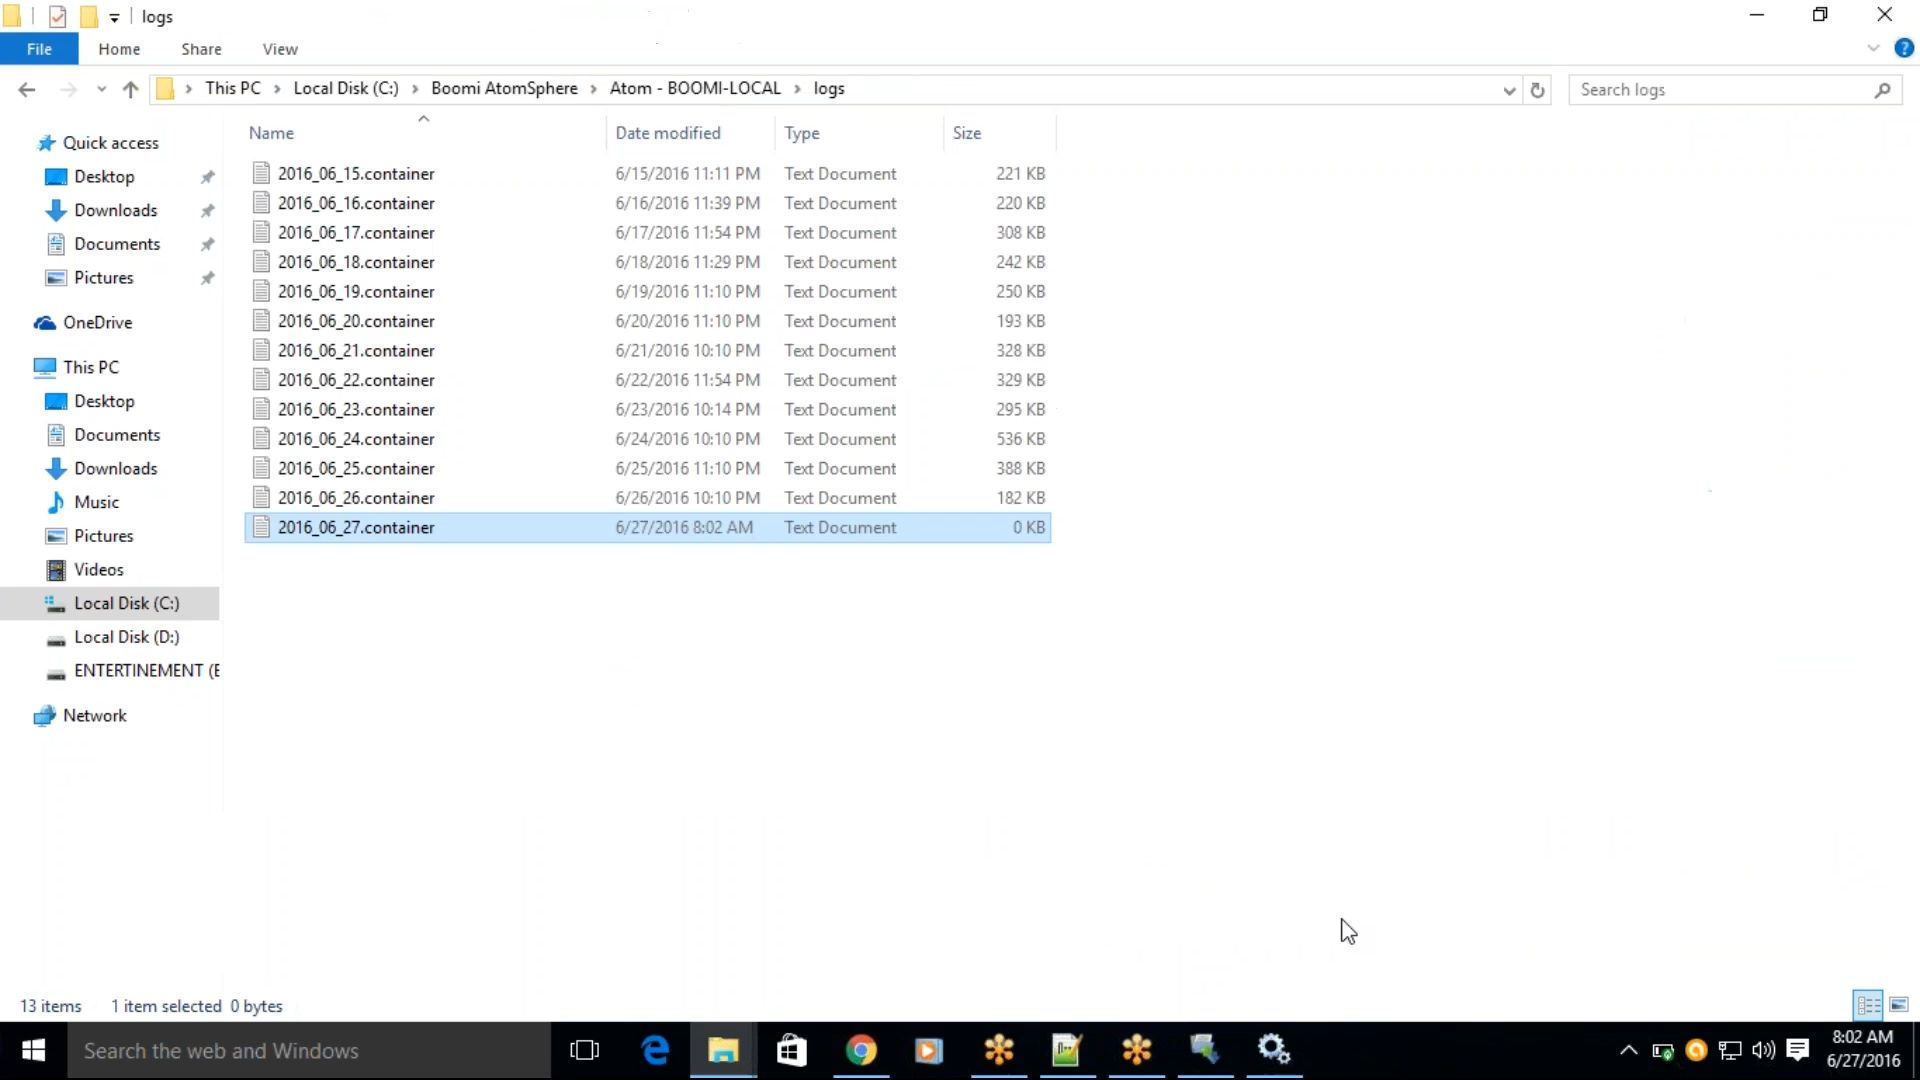 logs
File Home Share View
This PC Local Disk (C:) Boomi AtomSphere Atom - BOOMI-LOCAL logs Search logs
Name Date modified Type Size
Quick access
Desktop
Downloads
Documents
Pictures
OneDrive
This PC
Desktop
Documents
Downloads
Music
Pictures
Videos
Local Disk (C:)
Local Disk (D:)
ENTERTINEMENT (E
Network
2016_06_15.container 6/15/2016 11:11 PM Text Document 221 KB
2016_06_16.container 6/16/2016 11:39 PM Text Document 220 KB
2016_06_17.container 6/17/2016 11:54 PM Text Document 308 KB
2016_06_18.container 6/18/2016 11:29 PM Text Document 242 KB
2016_06_19.container 6/19/2016 11:10 PM Text Document 250 KB
2016_06_20.container 6/20/2016 11:10 PM Text Document 193 KB
2016_06_21.container 6/21/2016 10:10 PM Text Document 328 KB
2016_06_22.container 6/22/2016 11:54 PM Text Document 329 KB
2016_06_23.container 6/23/2016 10:14 PM Text Document 295 KB
2016_06_24.container 6/24/2016 10:10 PM Text Document 536 KB
2016_06_25.container 6/25/2016 11:10 PM Text Document 388 KB
2016_06_26.container 6/26/2016 10:10 PM Text Document 182 KB
2016_06_27.container 6/27/2016 8:02 AM Text Document 0 KB
13 items 1 item selected 0 bytes
Search the web and Windows
8:02 AM
6/27/2016